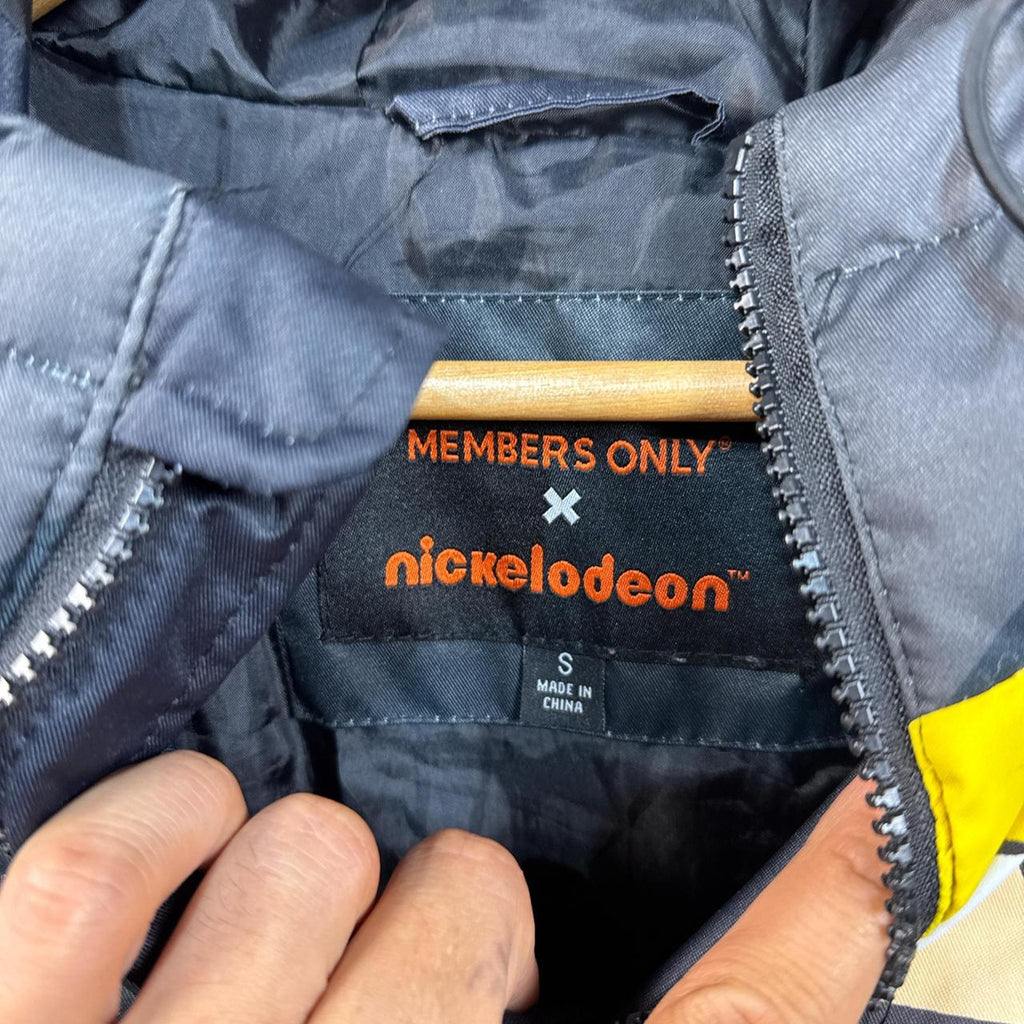 MEMBERS ONLY®
X
nickelodeon™
S
MADE IN
CHINA